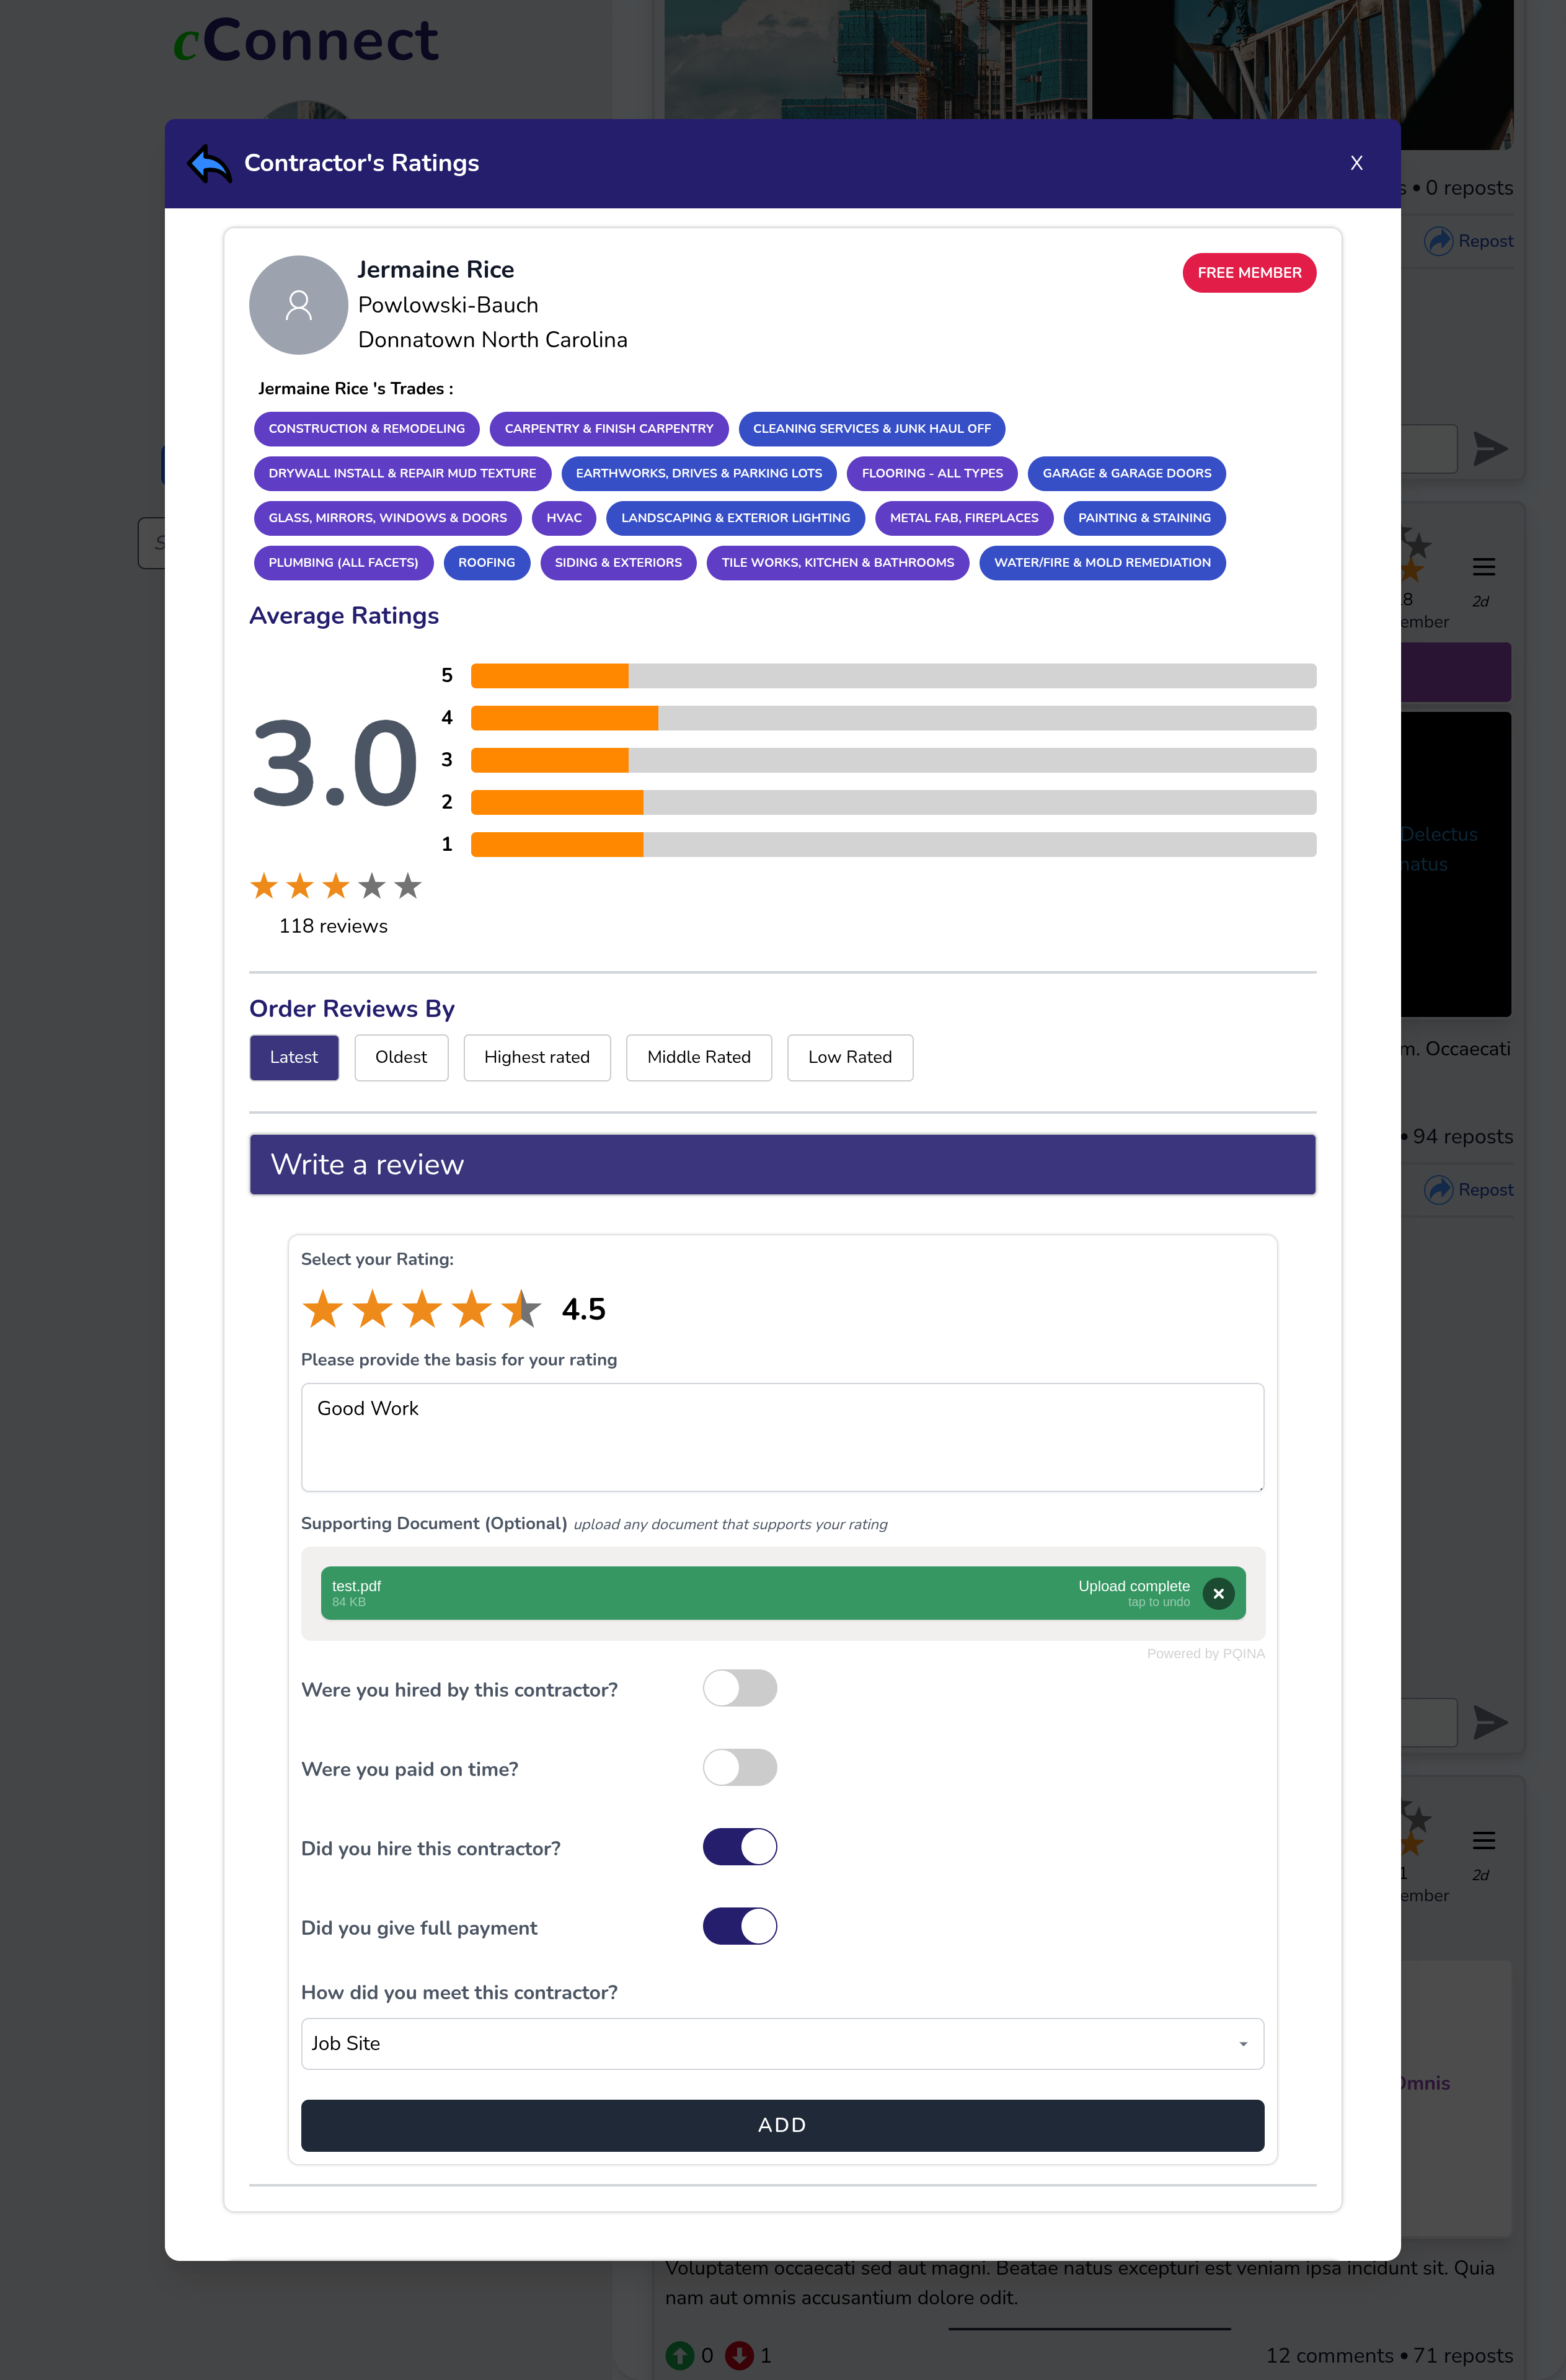 cConnect
Contractor's Ratings
X
s • 0 reposts
Repost
Jermaine Rice
FREE MEMBER
Powlowski-Bauch
Donnatown North Carolina
Jermaine Rice 's Trades :
CONSTRUCTION & REMODELING CARPENTRY & FINISH CARPENTRY CLEANING SERVICES & JUNK HAUL OFF
DRYWALL INSTALL & REPAIR MUD TEXTURE EARTHWORKS, DRIVES & PARKING LOTS FLOORING - ALL TYPES GARAGE & GARAGE DOORS
GLASS, MIRRORS, WINDOWS & DOORS HVAC LANDSCAPING & EXTERIOR LIGHTING METAL FAB, FIREPLACES PAINTING & STAINING
PLUMBING (ALL FACETS) ROOFING SIDING & EXTERIORS TILE WORKS, KITCHEN & BATHROOMS WATER/FIRE & MOLD REMEDIATION
S
8
2d
ember
Average Ratings
5
4
3.0
3
2
1
118 reviews
Delectus
natus
Order Reviews By
Latest Oldest Highest rated Middle Rated Low Rated
m. Occaecati
• 94 reposts
Repost
Write a review
Select your Rating:
4.5
Please provide the basis for your rating
Good Work
Supporting Document (Optional) upload any document that supports your rating
test.pdf
84 KB
Upload complete
tap to undo
Powered by PQINA
Were you hired by this contractor?
Were you paid on time?
Did you hire this contractor?
Did you give full payment
How did you meet this contractor?
Job Site
ADD
1
2d
ember
Omnis
Voluptatem occaecati sed aut magni. Beatae natus excepturi est veniam ipsa incidunt sit. Quia
nam aut omnis accusantium dolore odit.
0 1
12 comments • 71 reposts